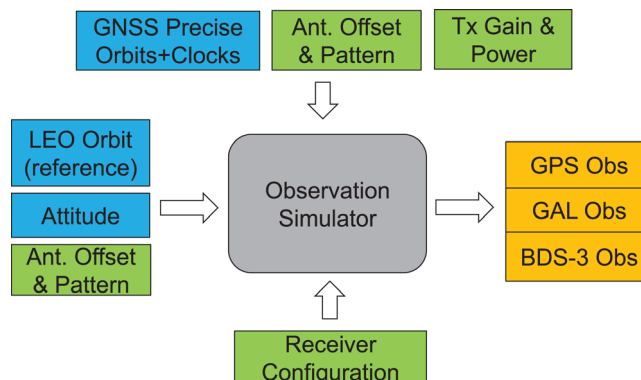 GNSS Precise
Orbits+Clocks
Ant. Offset
& Pattern
Tx Gain &
Power
LEO Orbit
(reference)
Attitude
Ant. Offset
& Pattern
Observation
Simulator
GPS Obs
GAL Obs
BDS-3 Obs
Receiver
Configuration